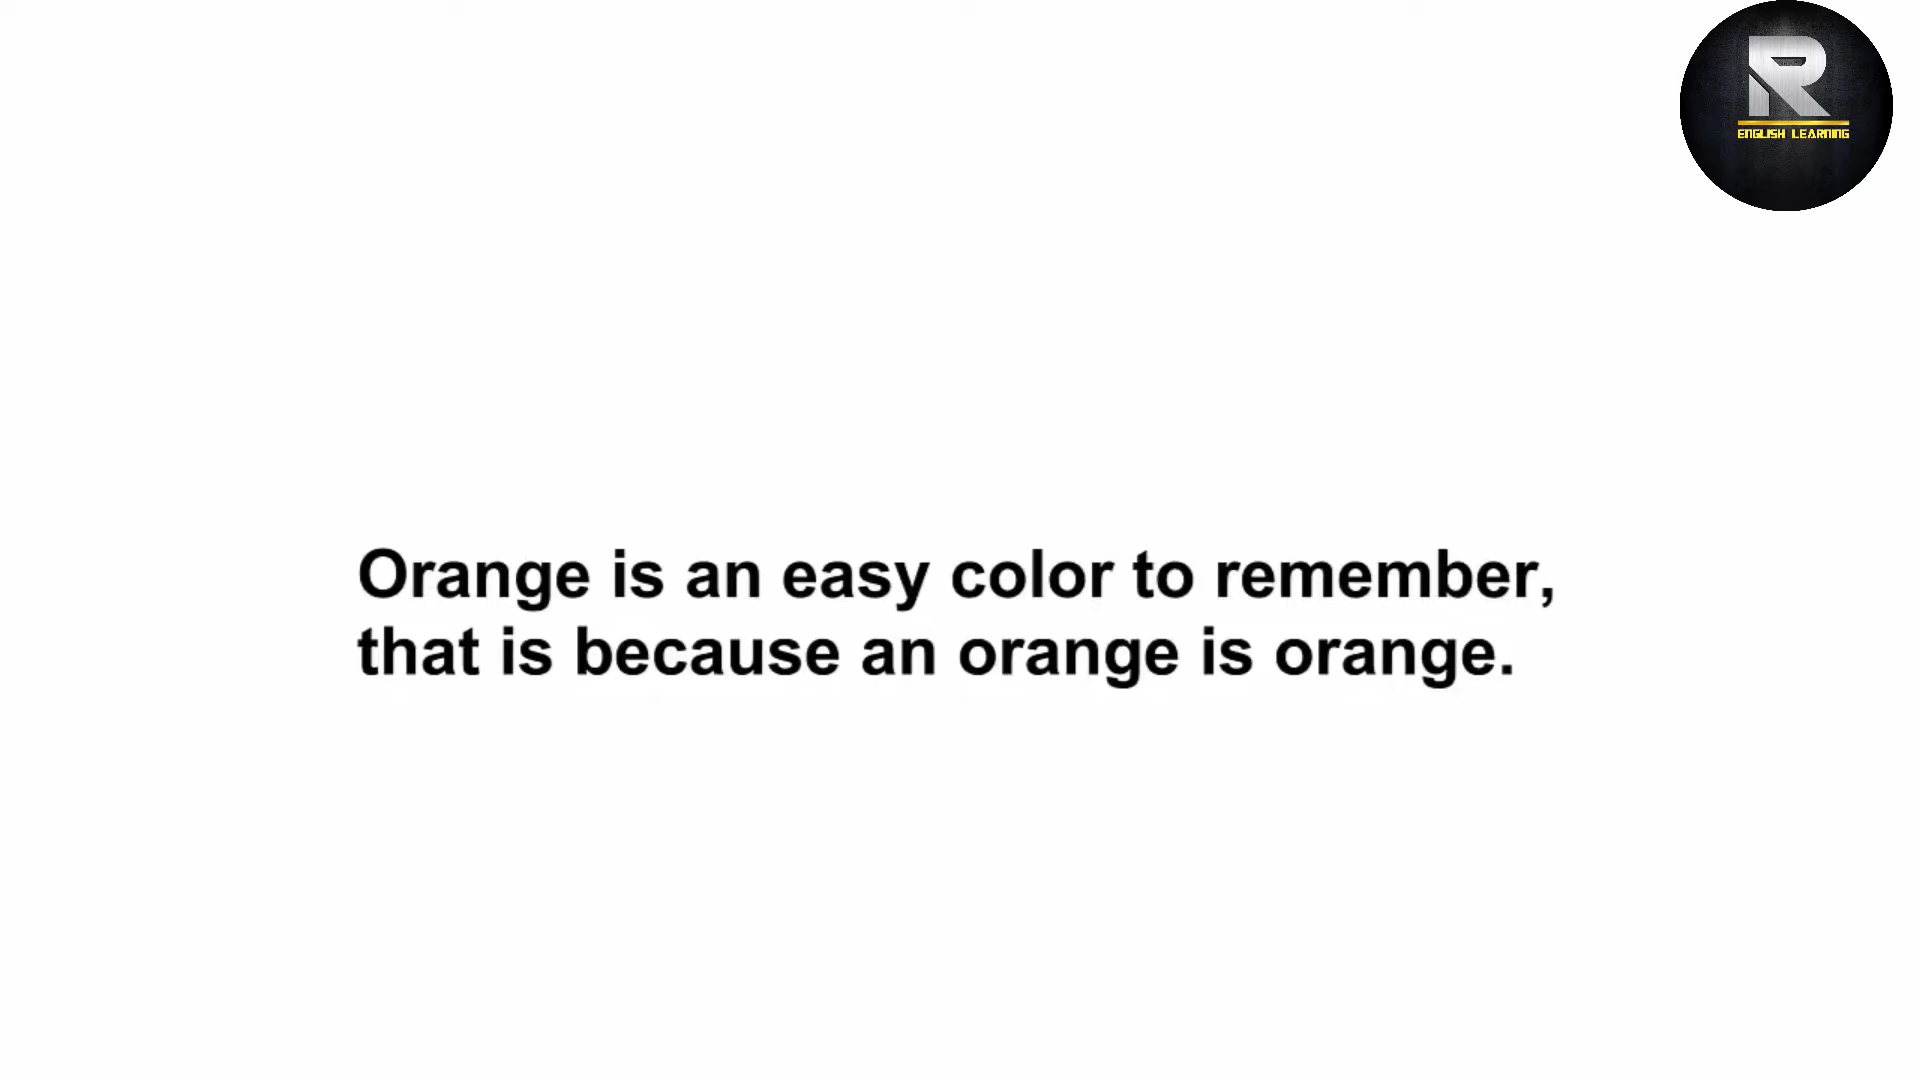 R
ENGLISH LEARNING
Orange is an easy color to remember,
that is because an orange is orange.